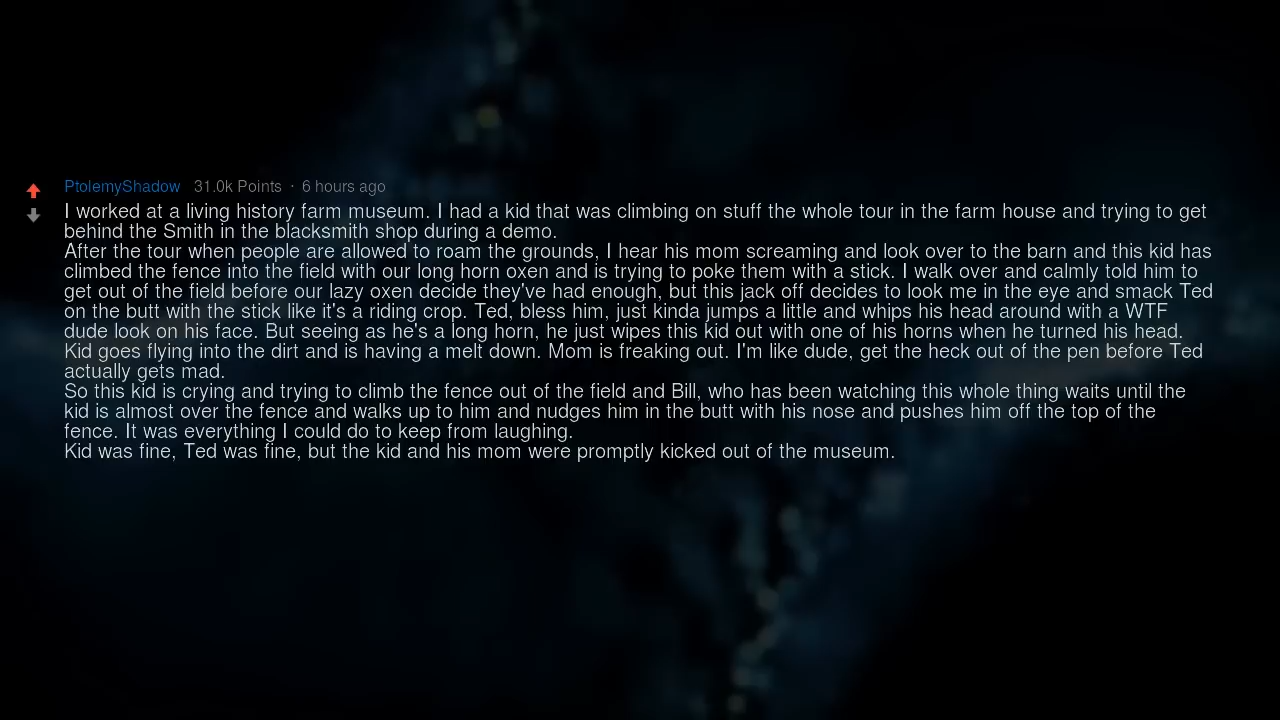 PtolemyShadow 31.0k Points · 6 hours ago
I worked at a living history farm museum. I had a kid that was climbing on stuff the whole tour in the farm house and trying to get
behind the Smith in the blacksmith shop during a demo.
After the tour when people are allowed to roam the grounds, I hear his mom screaming and look over to the barn and this kid has
climbed the fence into the field with our long horn oxen and is trying to poke them with a stick. I walk over and calmly told him to
get out of the field before our lazy oxen decide they've had enough, but this jack off decides to look me in the eye and smack Ted
on the butt with the stick like it's a riding crop. Ted, bless him, just kinda jumps a little and whips his head around with a WTF
dude look on his face. But seeing as he's a long horn, he just wipes this kid out with one of his horns when he turned his head.
Kid goes flying into the dirt and is having a melt down. Mom is freaking out. I'm like dude, get the heck out of the pen before Ted
actually gets mad.
So this kid is crying and trying to climb the fence out of the field and Bill, who has been watching this whole thing waits until the
kid is almost over the fence and walks up to him and nudges him in the butt with his nose and pushes him off the top of the
fence. It was everything I could do to keep from laughing.
Kid was fine, Ted was fine, but the kid and his mom were promptly kicked out of the museum.